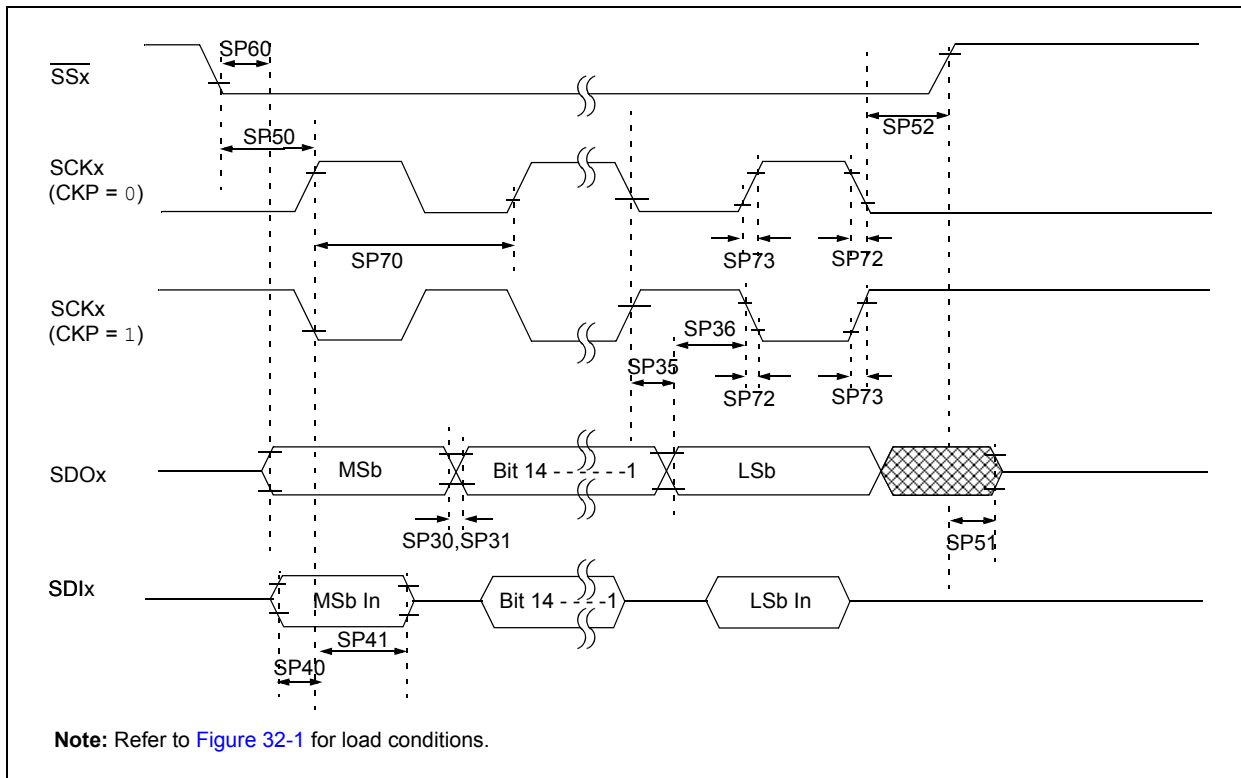 SP60
SSx
SP50
SP52
SCKx
(CKP = 0)
SP70
SP73
SP72
SCKx
(CKP = 1)
SP36
SP35
SP72
SP73
SDOx
MSb
Bit 14 - - - - - -1
LSb
SP30,SP31
SP51
SDIx
MSb In
Bit 14 - - - -1
LSb In
SP41
SP40
Note: Refer to Figure 32-1 for load conditions.